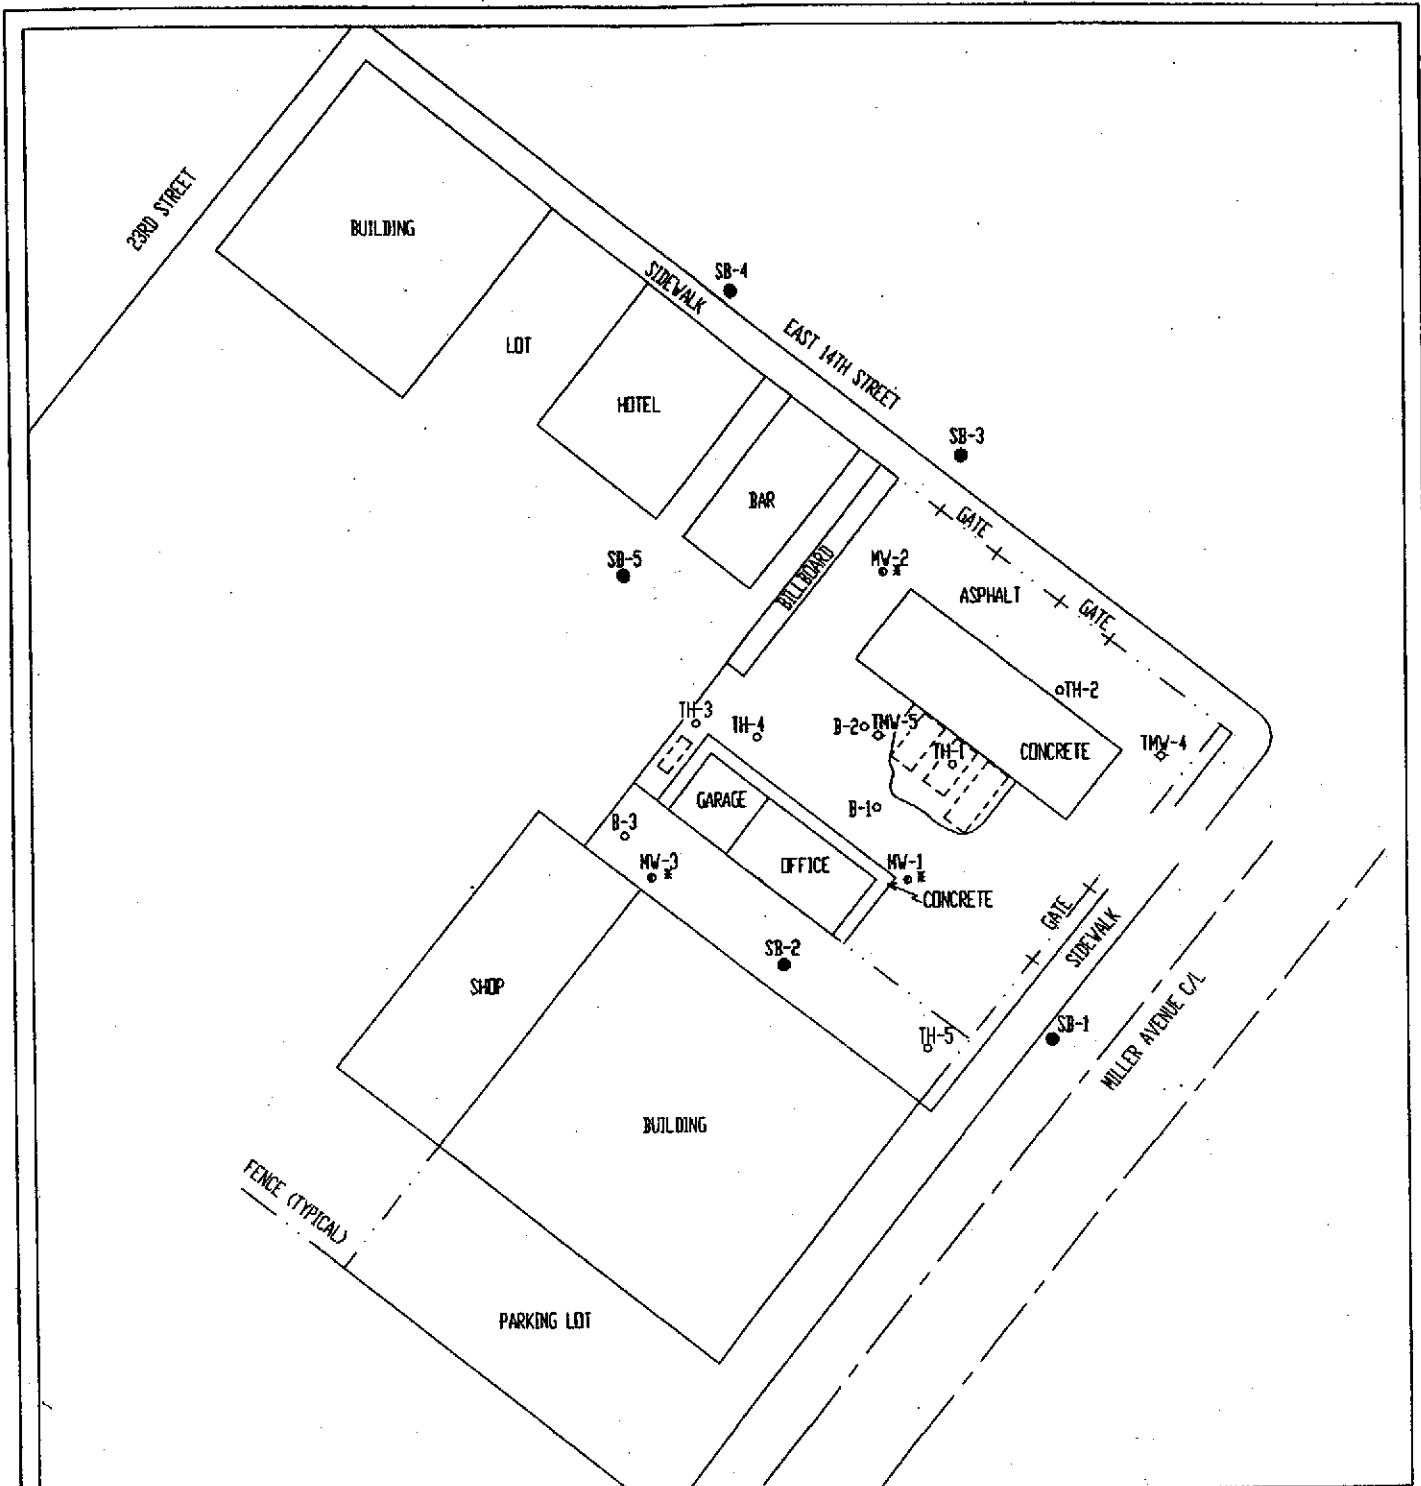 23RD STREET
BUILDING
SIDEWALK
SB-4
LOT
EAST 14TH STREET
HOTEL
SB-3
BAR
GATE
SB-5
BILLBOARD
MW-2 *
ASPHALT
GATE
TH-2
TH-3
TH-4
B-2
TMW-5
TH-1
CONCRETE
TMW-4
GARAGE
B-1
B-3
MW-3 *
OFFICE
MW-1 *
CONCRETE
GATE
SIDEWALK
SB-2
SHOP
TH-5
SB-1
MILLER AVENUE C/L
BUILDING
FENCE (TYPICAL)
PARKING LOT